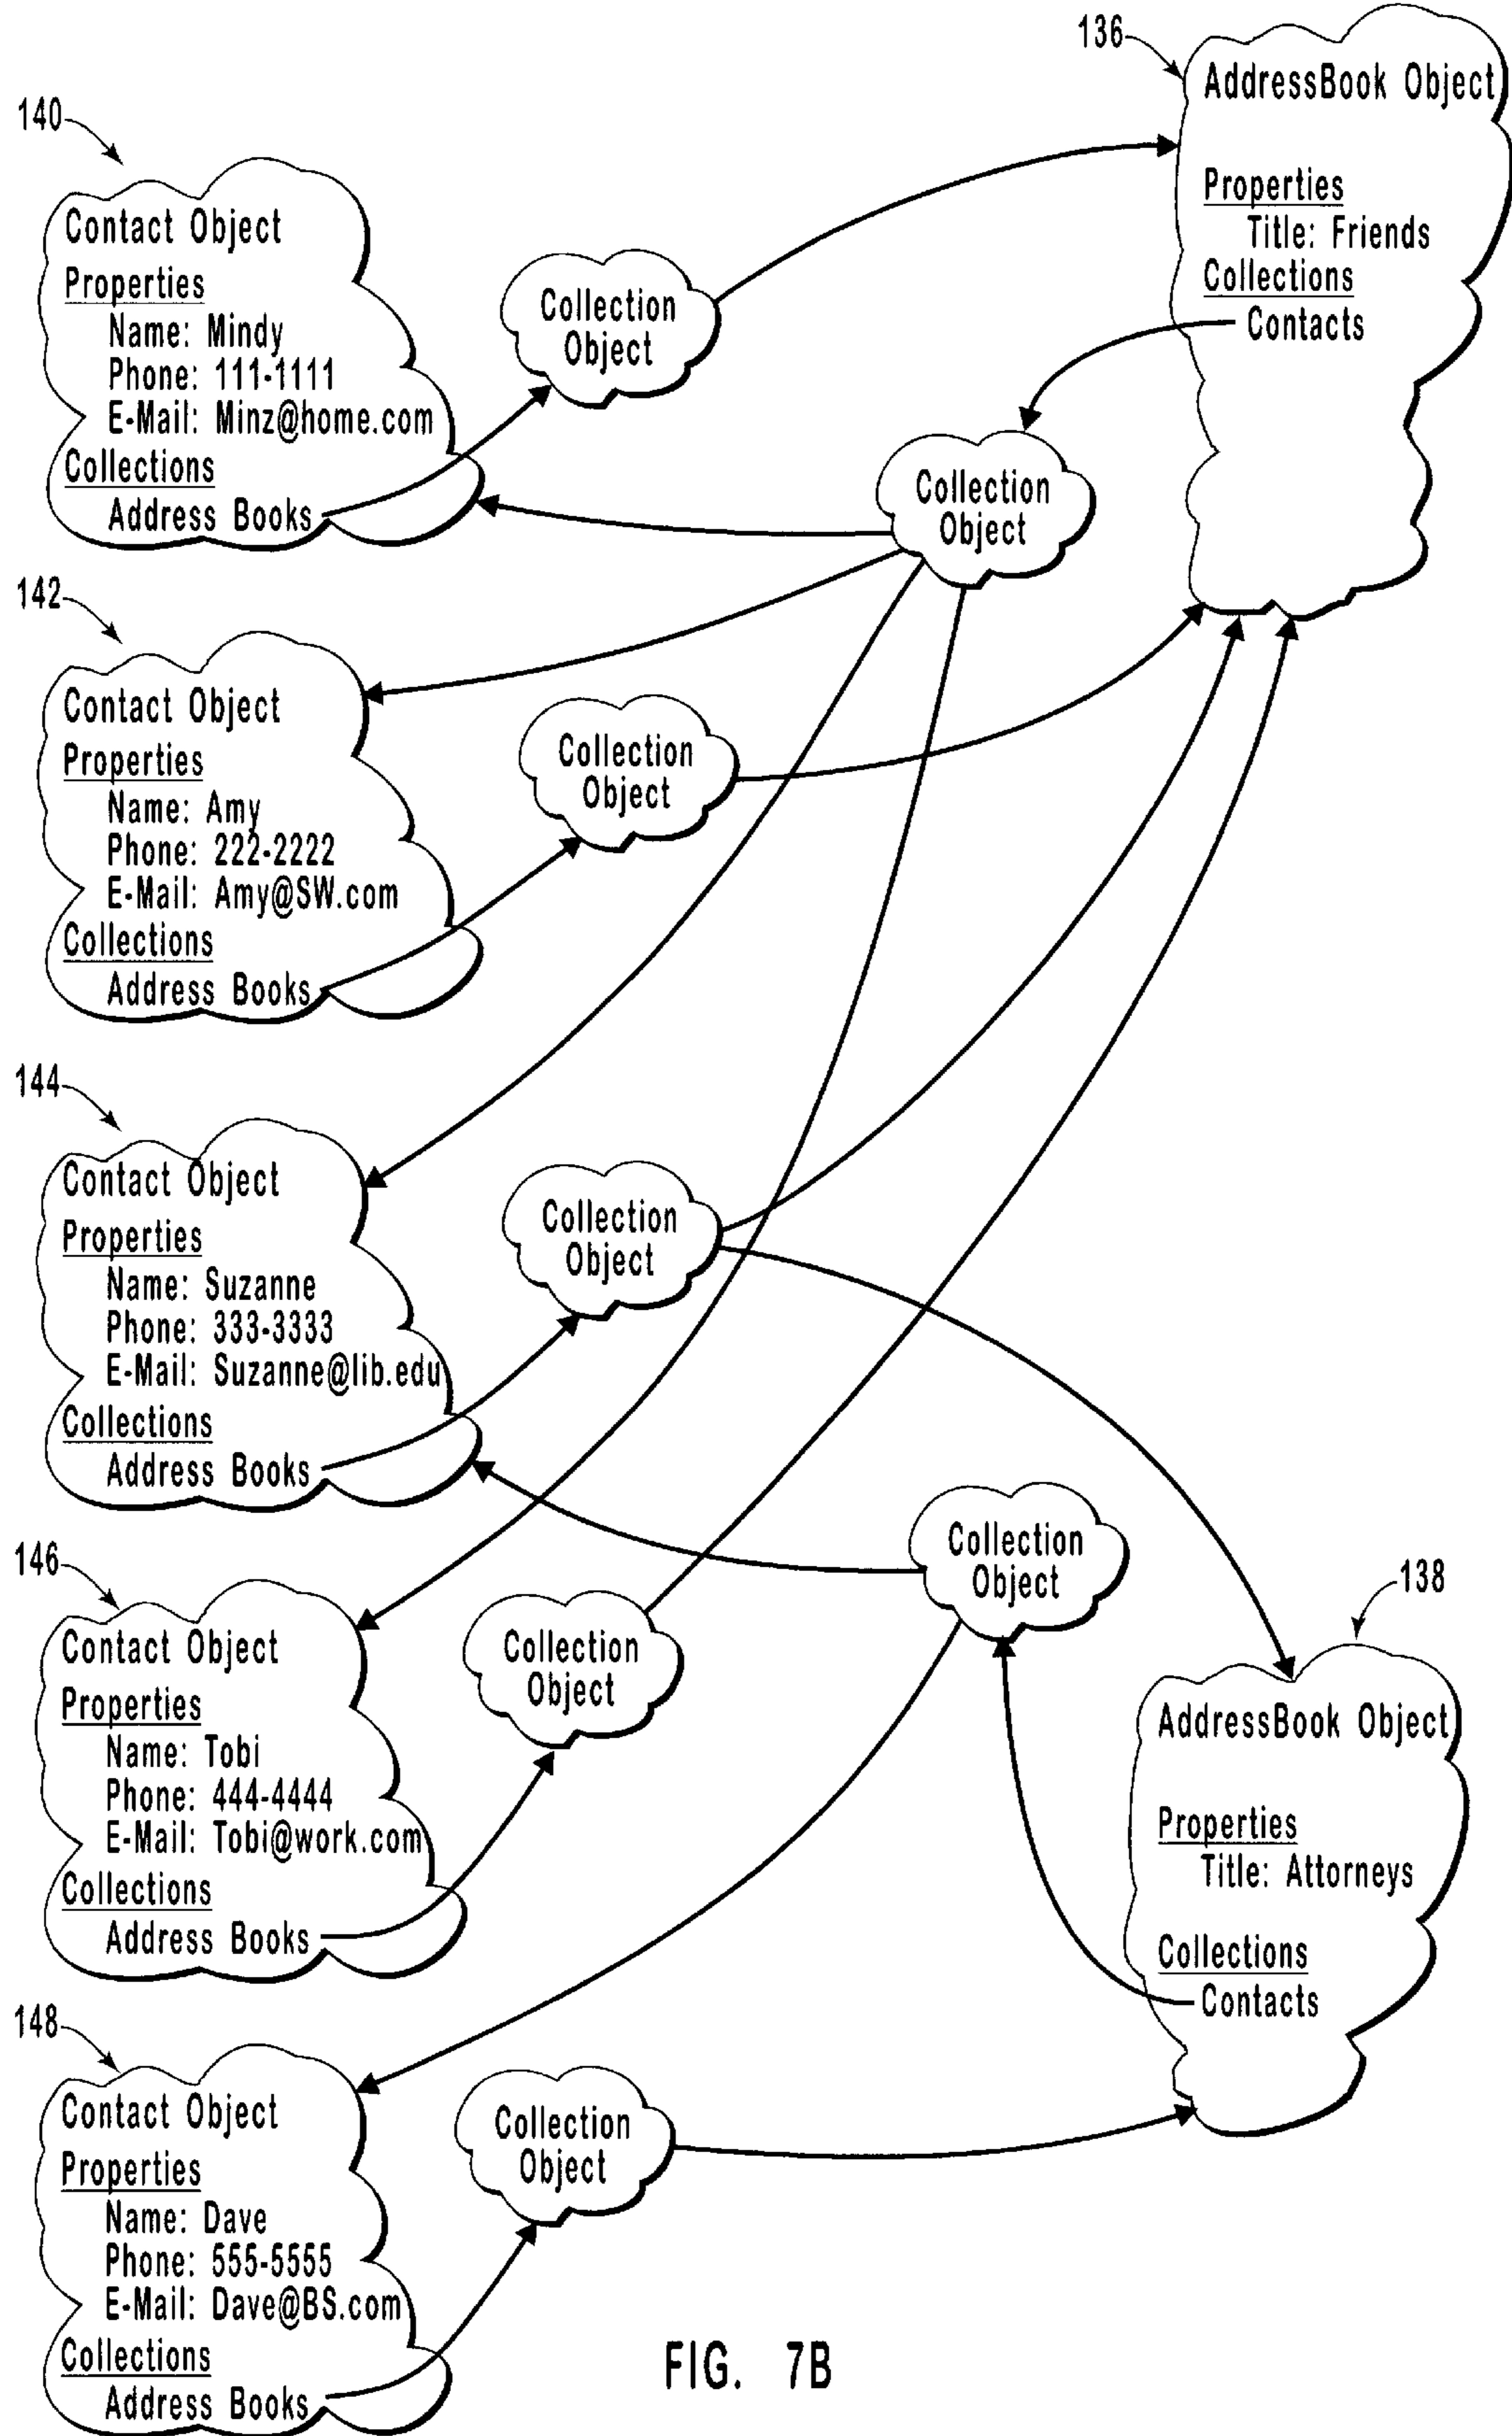 136
AddressBook Object
Properties
Title: Friends
Collections
Contacts
140
Contact Object
Properties
Name: Mindy
Phone: 111-1111
E-Mail: Minz@home.com
Collections
Address Books
Collection
Object
Collection
Object
142
Contact Object
Properties
Name: Amy
Phone: 222-2222
E-Mail: Amy@SW.com
Collections
Address Books
Collection
Object
144
Contact Object
Properties
Name: Suzanne
Phone: 333-3333
E-Mail: Suzanne@lib.edu
Collections
Address Books
Collection
Object
146
Contact Object
Properties
Name: Tobi
Phone: 444-4444
E-Mail: Tobi@work.com
Collections
Address Books
Collection
Object
Collection
Object
138
AddressBook Object
Properties
Title: Attorneys
Collections
Contacts
148
Contact Object
Properties
Name: Dave
Phone: 555-5555
E-Mail: Dave@BS.com
Collections
Address Books
Collection
Object
FIG. 7B